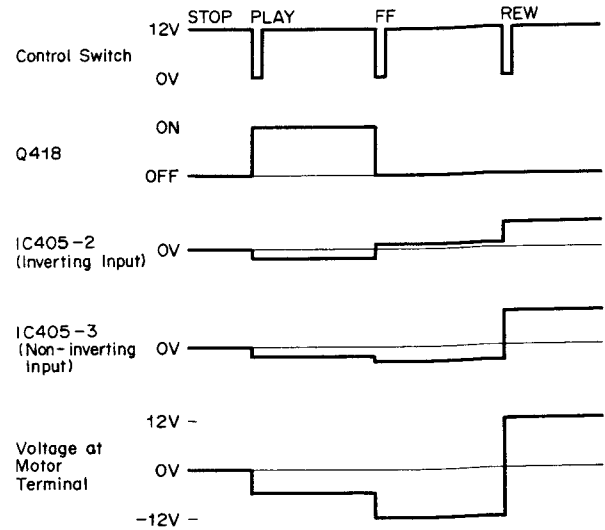 STOP PLAY FF REW
12V
Control Switch
0V
ON
Q418
OFF
IC405-2
(Inverting Input)
0V
IC405-3
(Non-inverting
input)
0V
12V
Voltage at
Motor
Terminal
0V
-12V